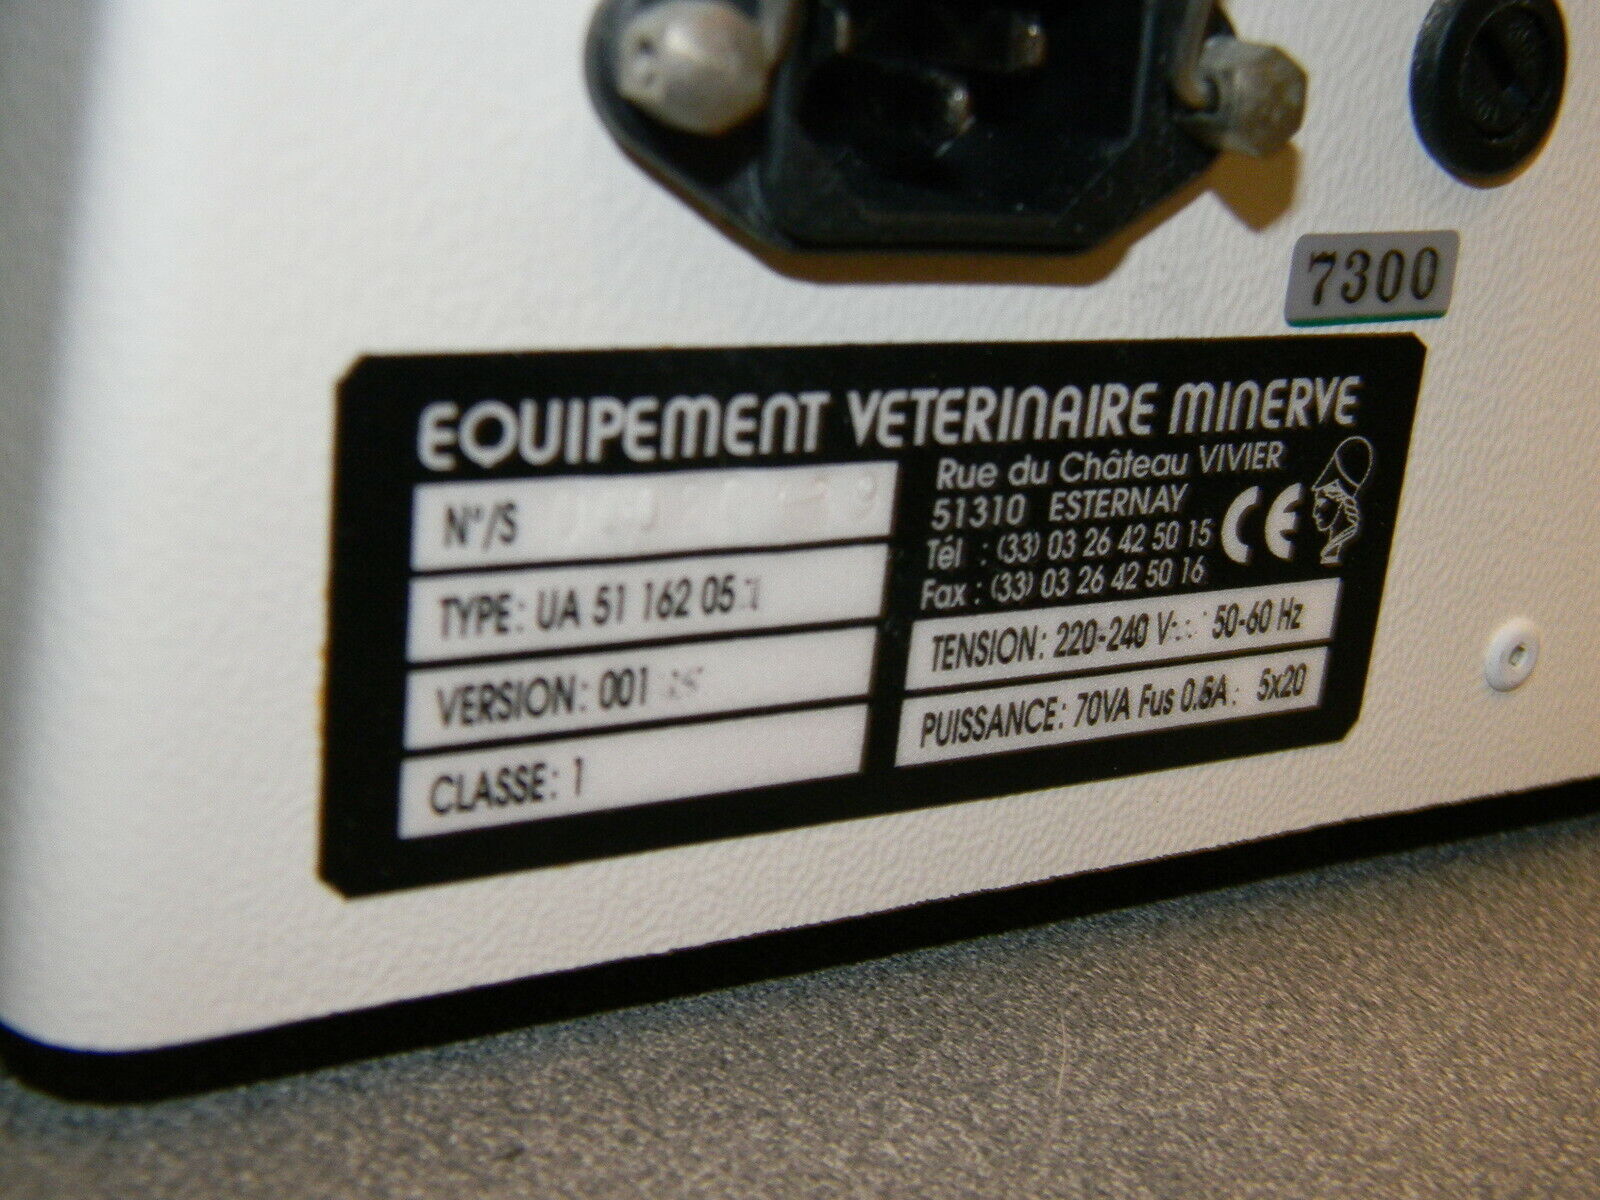 7300
EQUIPEMENT VETERINAIRE MINERVE
Rue du Château VIVIER
51310 ESTERNAY
Tél : (33) 03 26 42 50 15
Fax : (33) 03 26 42 50 16
CE
N°/S
TYPE: UA 51 162 05
VERSION: 001
CLASSE: 1
TENSION: 220-240 V 50-60 Hz
PUISSANCE: 70VA Fus 5x20